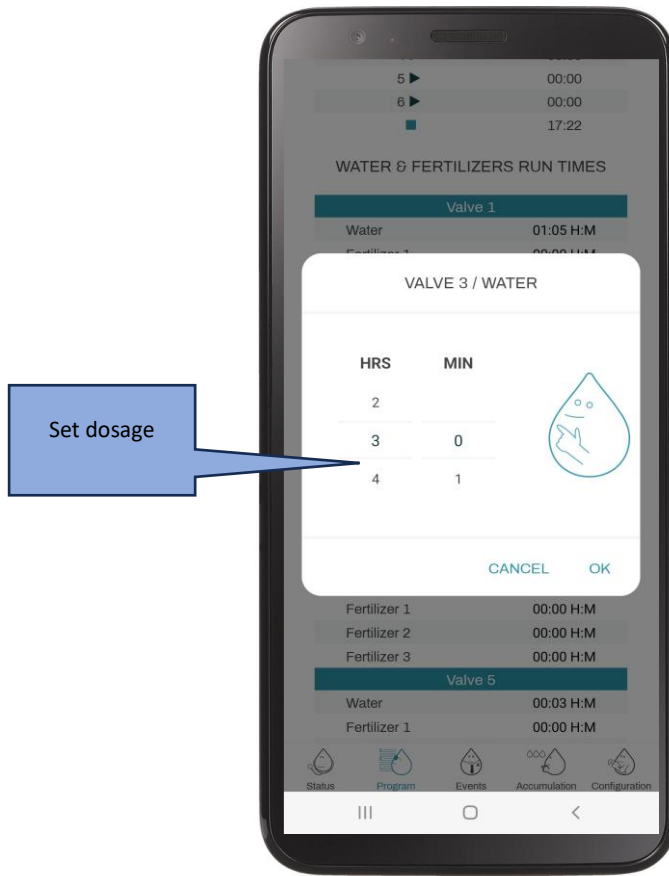 5 ▶ 00:00
6 ▶ 00:00
■ 17:22
WATER & FERTILIZERS RUN TIMES
Valve 1
Water 01:05 H:M
VALVE 3 / WATER
HRS MIN
2
3 0
4 1
Set dosage
CANCEL OK
Fertilizer 1 00:00 H:M
Fertilizer 2 00:00 H:M
Fertilizer 3 00:00 H:M
Valve 5
Water 00:03 H:M
Fertilizer 1 00:00 H:M
Status Program Events Accumulation Configuration